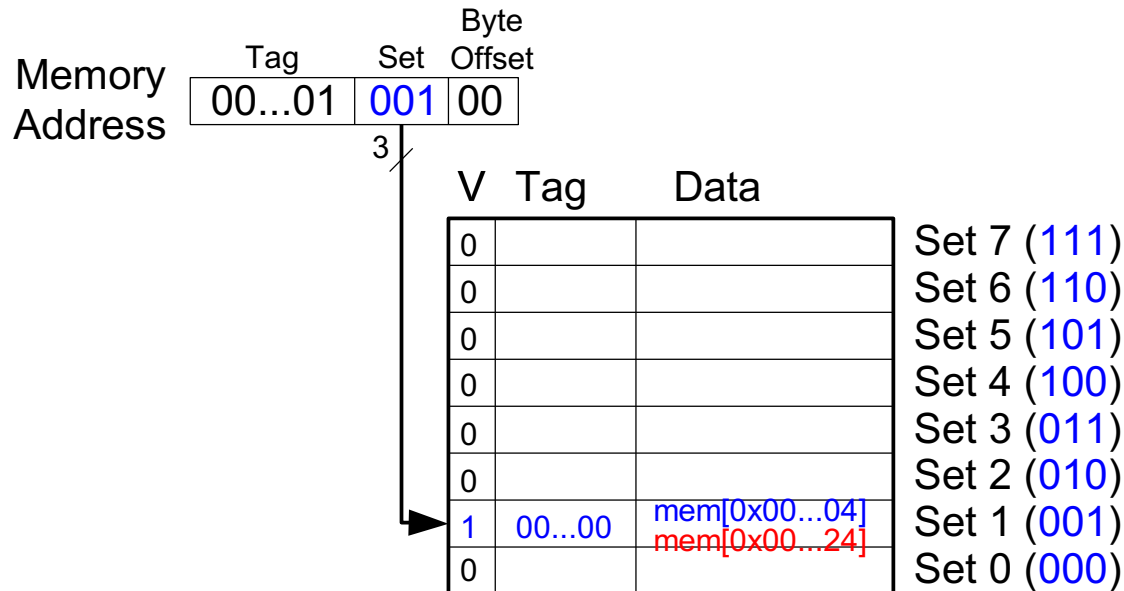 Byte
Tag Set Offset
Memory
Address
00...01 001 00
3
V Tag Data
0 Set 7 (111)
0 Set 6 (110)
0 Set 5 (101)
0 Set 4 (100)
0 Set 3 (011)
0 Set 2 (010)
1 00...00 mem[0x00...04] Set 1 (001)
mem[0x00...24]
0 Set 0 (000)